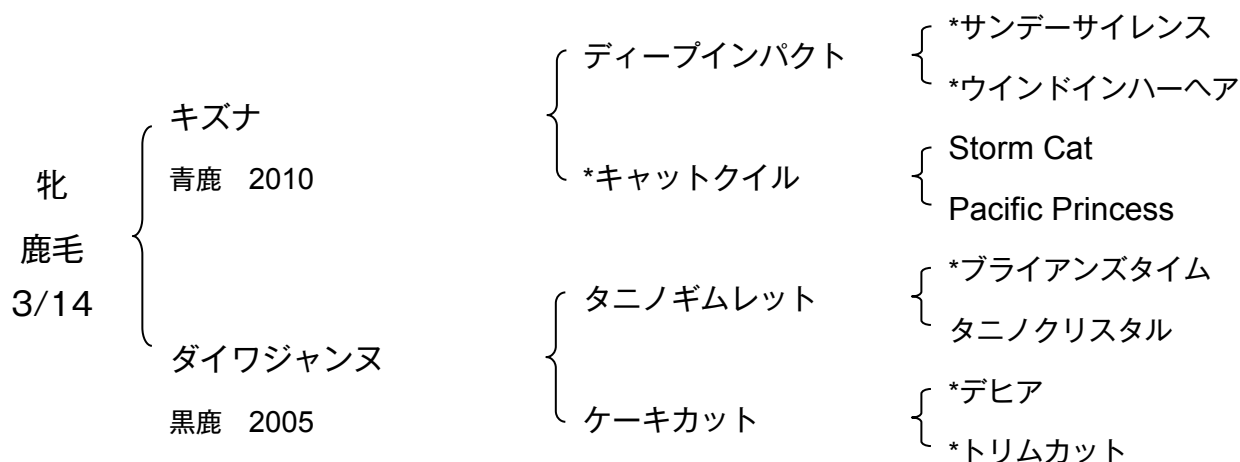 牝
鹿毛
3/14
キズナ
青鹿 2010
ダイワジャンヌ
黒鹿 2005
ディープインパクト
*キャットクイル
タニノギムレット
ケーキカット
*サンデーサイレンス
*ウインドインハーヘア
Storm Cat
Pacific Princess
*ブライアンズタイム
タニノクリスタル
*デヒア
*トリムカット